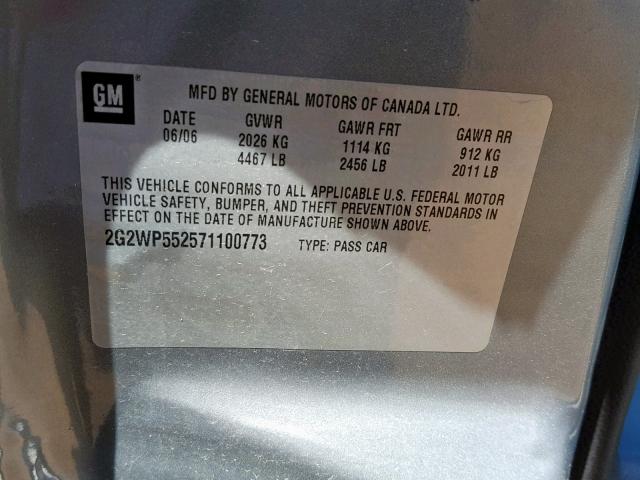 GM®
MFD BY GENERAL MOTORS OF CANADA LTD.
DATE GVWR GAWR FRT GAWR RR
06/06 2026 KG 1114 KG 912 KG
4467 LB 2456 LB 2011 LB
THIS VEHICLE CONFORMS TO ALL APPLICABLE U.S. FEDERAL MOTOR
VEHICLE SAFETY, BUMPER, AND THEFT PREVENTION STANDARDS IN
EFFECT ON THE DATE OF MANUFACTURE SHOWN ABOVE.
2G2WP552571100773 TYPE: PASS CAR